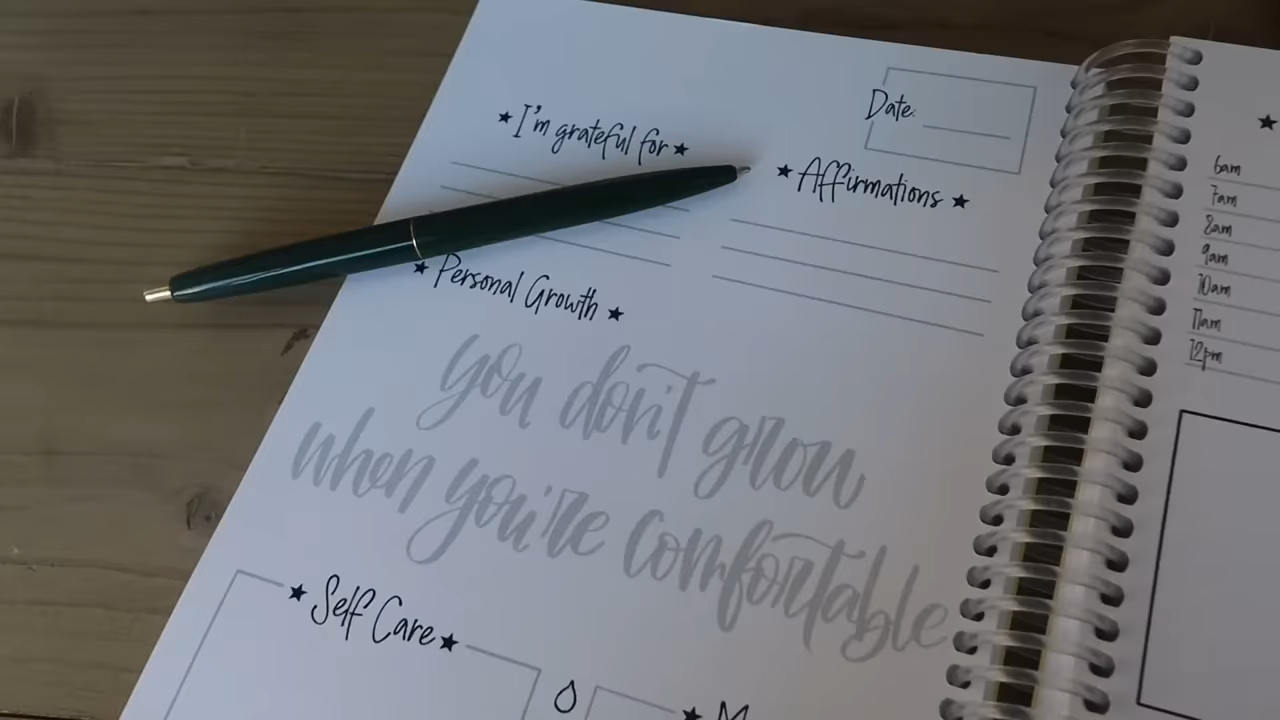 Date:
★ I'm grateful for ★
★ Affirmations ★
★ Personal Growth ★
you don't grow
when you're comfortable
★ Self Care ★
★
6am
7am
8am
9am
10am
11am
12pm